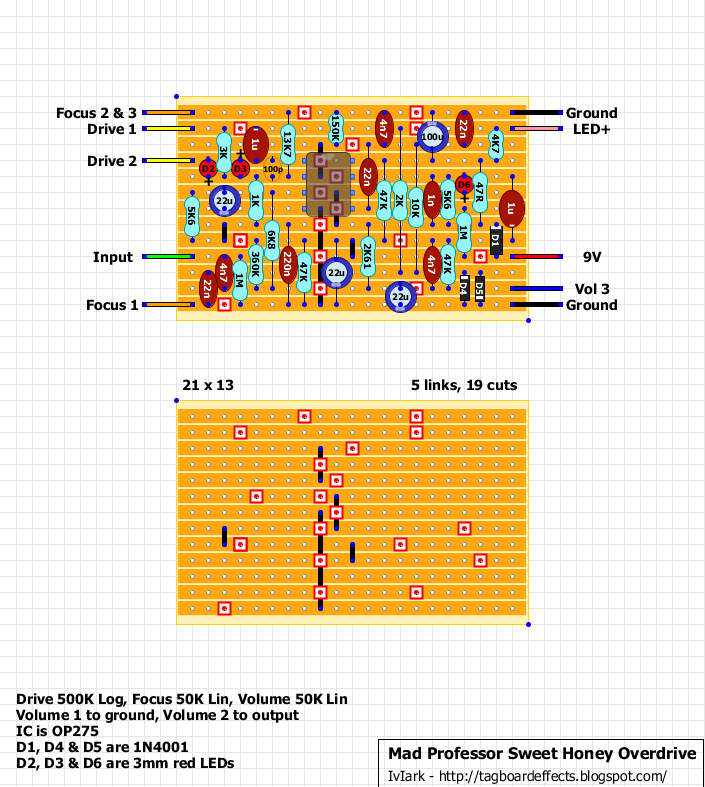 Focus 2 & 3
Drive 1
Drive 2
Input
Focus 1
Ground
LED+
9V
Vol 3
Ground
150K
4n7
100u
22n
4K7
3K
1u
13K7
D2
D3
100p
22n
D6
47R
1u
5K6
22u
1K
47K
2K
10K
1n
5K6
6K8
1M
D1
22n
4n7
1M
360K
220n
47K
22u
2K61
22u
4n7
47K
D4
D5
21 x 13
5 links, 19 cuts
Drive 500K Log, Focus 50K Lin, Volume 50K Lin
Volume 1 to ground, Volume 2 to output
IC is OP275
D1, D4 & D5 are 1N4001
D2, D3 & D6 are 3mm red LEDs
Mad Professor Sweet Honey Overdrive
IvIark - http://tagboardeffects.blogspot.com/